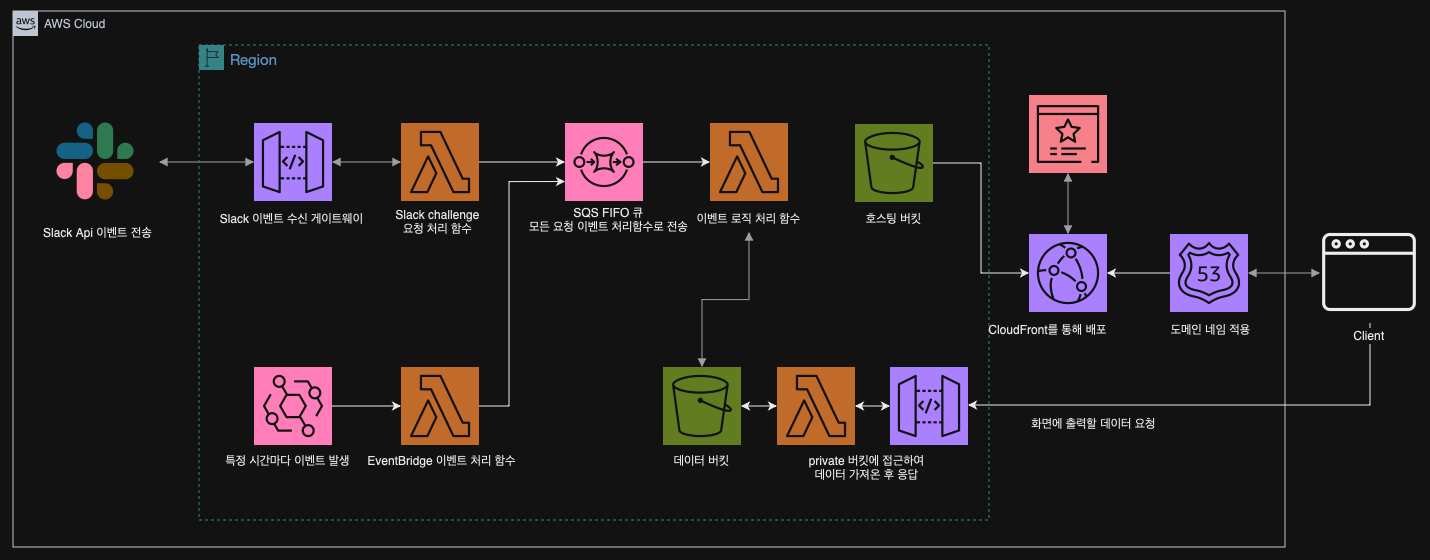 aws
AWS Cloud
Region
Slack Api 이벤트 전송
Slack 이벤트 수신 게이트웨이
Slack challenge
요청 처리 함수
SQS FIFO 큐
모든 요청 이벤트 처리함수로 전송
이벤트 로직 처리 함수
호스팅 버킷
53
CloudFront를 통해 배포
도메인 네임 적용
Client
특정 시간마다 이벤트 발생
EventBridge 이벤트 처리 함수
데이터 버킷
private 버킷에 접근하여
데이터 가져온 후 응답
화면에 출력할 데이터 요청